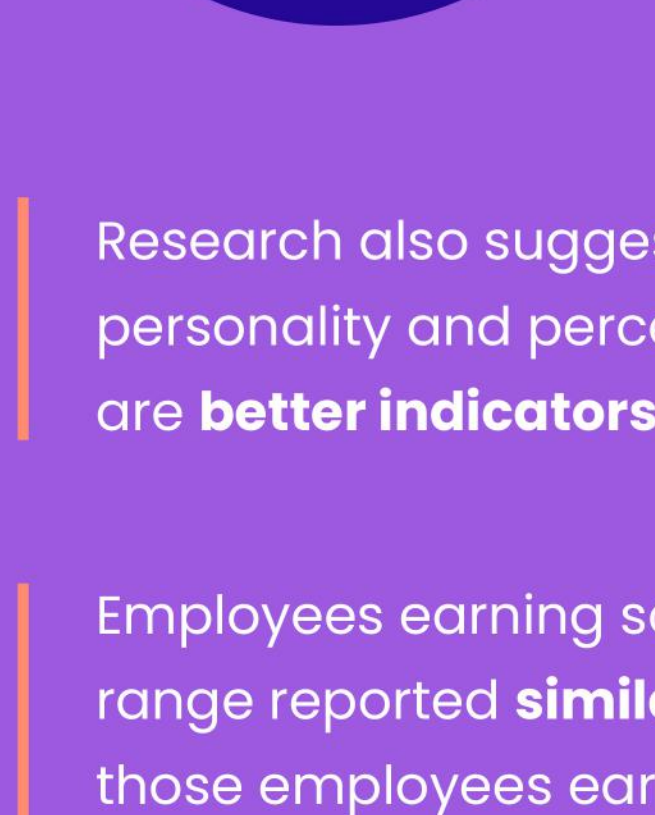 Research also sugges
personality and perc
are better indicators
Employees earning s
range reported simil
those employees ear